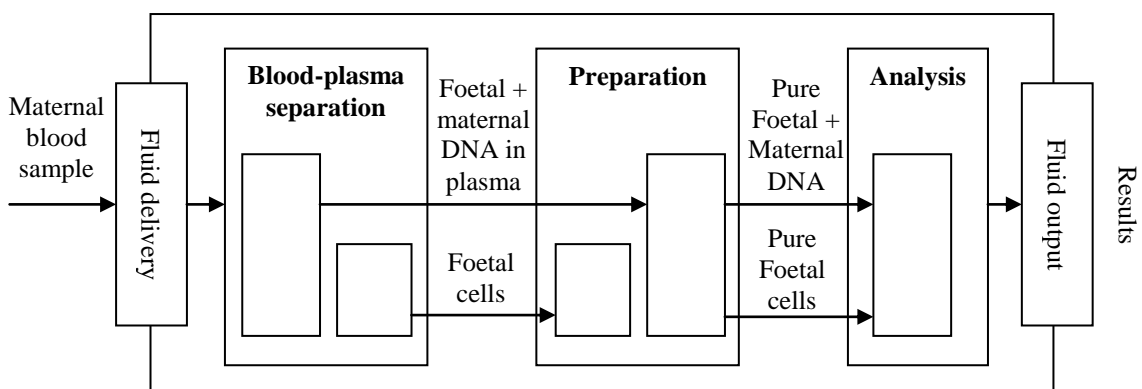 Maternal
blood
sample
Fluid delivery
Blood-plasma
separation
Foetal +
maternal
DNA in
plasma
Foetal
cells
Preparation
Pure
Foetal +
Maternal
DNA
Pure
Foetal
cells
Analysis
Fluid output
Results